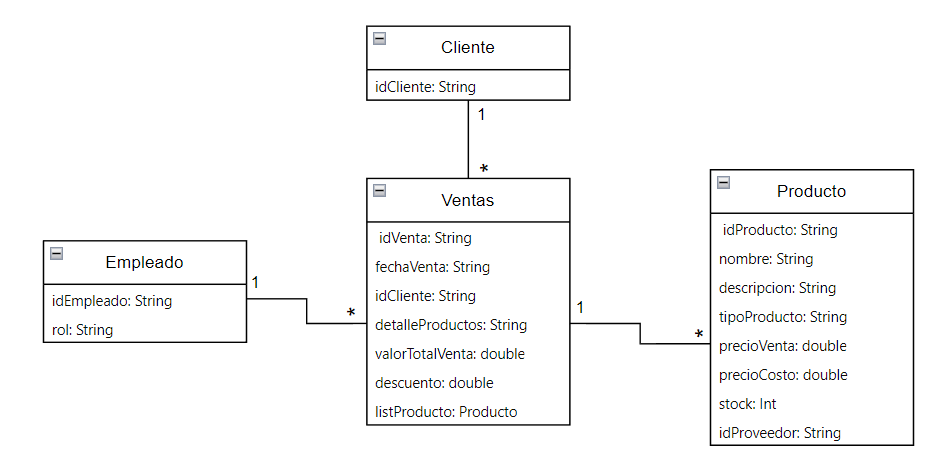 Cliente
idCliente: String
1
*
Ventas
idVenta: String
fechaVenta: String
idCliente: String
detalleProductos: String
valorTotalVenta: double
descuento: double
listProducto: Producto
Empleado
idEmpleado: String
rol: String
1
*
1
*
Producto
idProducto: String
nombre: String
descripcion: String
tipoProducto: String
precioVenta: double
precioCosto: double
stock: Int
idProveedor: String